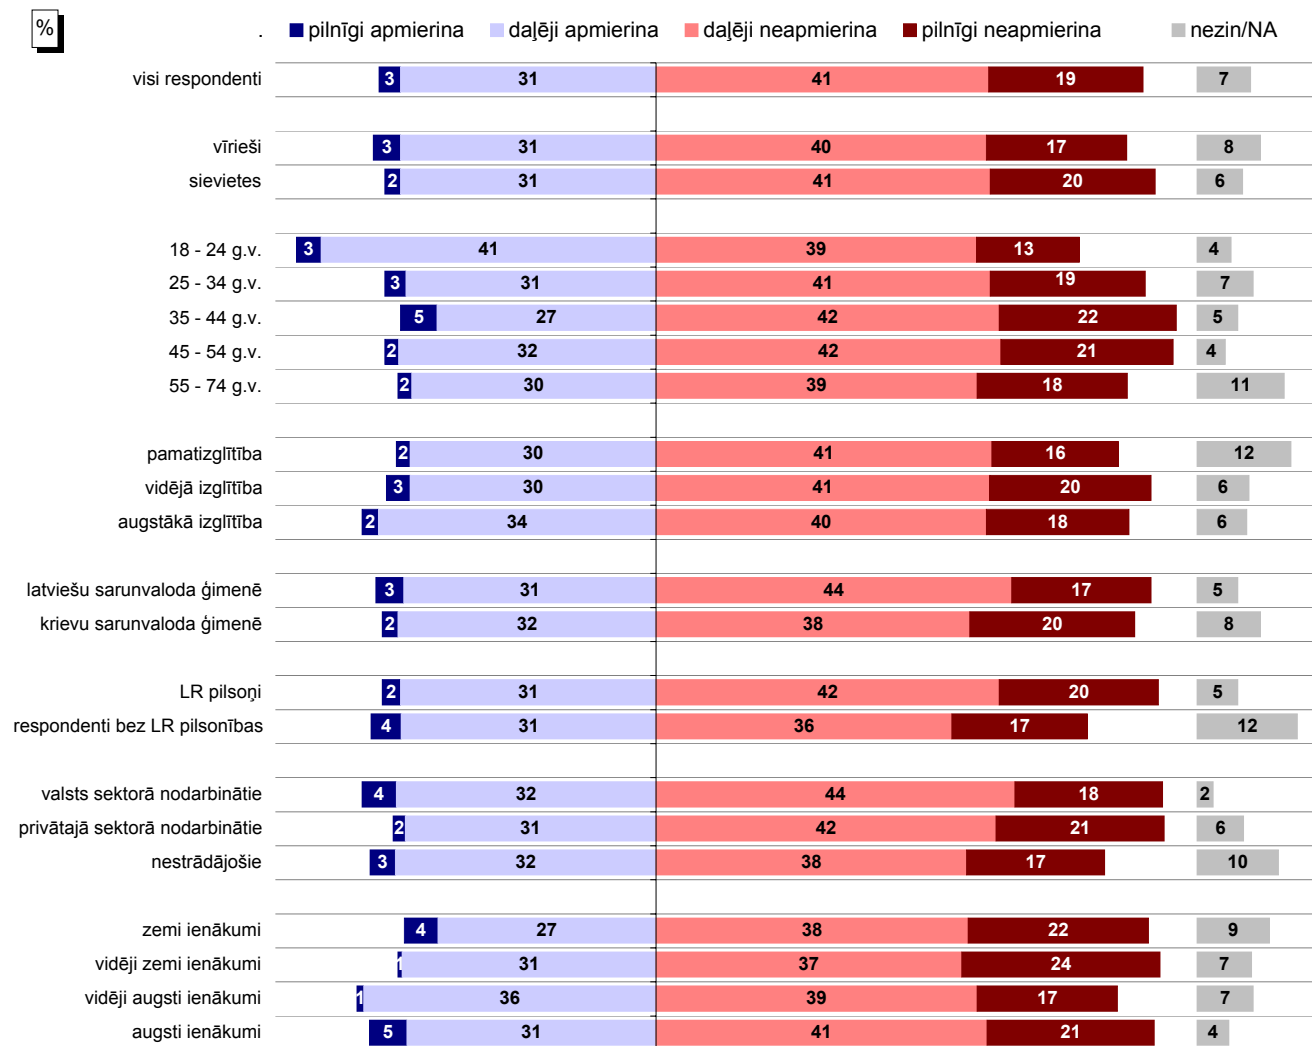 %
. pilnīgi apmierina daļēji apmierina daļēji neapmierina pilnīgi neapmierina nezin/NA
visi respondenti 3 31 41 19 7
vīrieši 3 31 40 17 8
sievietes 2 31 41 20 6
18 - 24 g.v. 3 41 39 13 4
25 - 34 g.v. 3 31 41 19 7
35 - 44 g.v. 5 27 42 22 5
45 - 54 g.v. 2 32 42 21 4
55 - 74 g.v. 2 30 39 18 11
pamatizglītība 2 30 41 16 12
vidējā izglītība 3 30 41 20 6
augstākā izglītība 2 34 40 18 6
latviešu sarunvaloda ģimenē 3 31 44 17 5
krievu sarunvaloda ģimenē 2 32 38 20 8
LR pilsoņi 2 31 42 20 5
respondenti bez LR pilsonības 4 31 36 17 12
valsts sektorā nodarbinātie 4 32 44 18 2
privātajā sektorā nodarbinātie 2 31 42 21 6
nestrādājošie 3 32 38 17 10
zemi ienākumi 4 27 38 22 9
vidēji zemi ienākumi 1 31 37 24 7
vidēji augsti ienākumi 1 36 39 17 7
augsti ienākumi 5 31 41 21 4